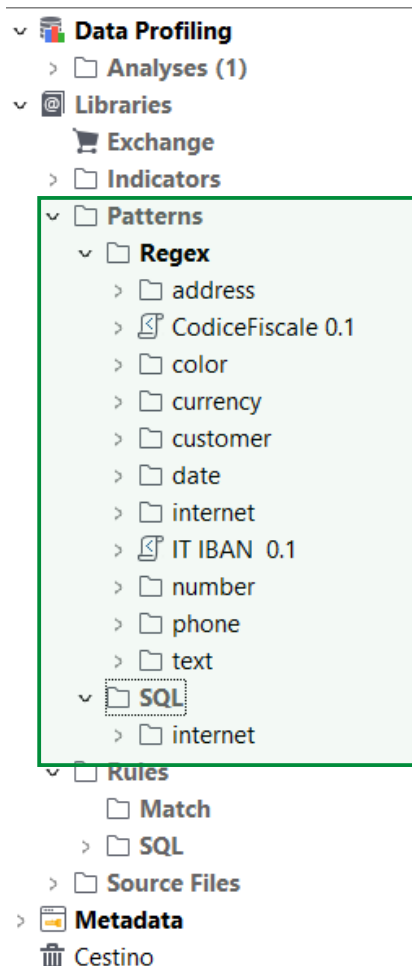 Data Profiling
Analyses (1)
Libraries
Exchange
Indicators
Patterns
Regex
address
CodiceFiscale 0.1
color
currency
customer
date
internet
IT IBAN  0.1
number
phone
text
SQL
internet
Rules
Match
SQL
Source Files
Metadata
Cestino